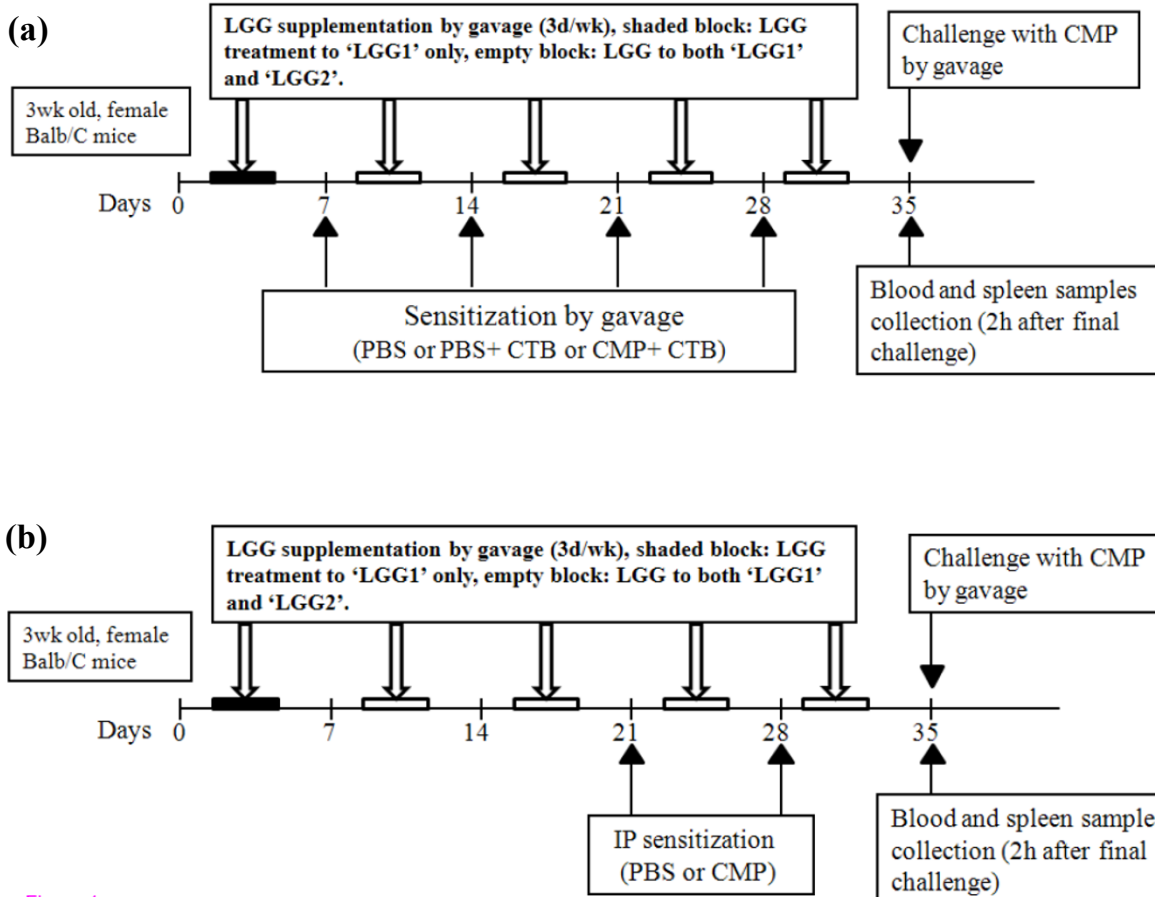 (a)
LGG supplementation by gavage (3d/wk), shaded block: LGG
treatment to ‘LGG1’ only, empty block: LGG to both ‘LGG1’
and ‘LGG2’.
Challenge with CMP
by gavage
3wk old, female
Balb/C mice
Days 0 7 14 21 28 35
Sensitization by gavage
(PBS or PBS+ CTB or CMP+ CTB)
Blood and spleen samples
collection (2h after final
challenge)
(b)
LGG supplementation by gavage (3d/wk), shaded block: LGG
treatment to ‘LGG1’ only, empty block: LGG to both ‘LGG1’
and ‘LGG2’.
Challenge with CMP
by gavage
3wk old, female
Balb/C mice
Days 0 7 14 21 28 35
IP sensitization
(PBS or CMP)
Blood and spleen sample
collection (2h after final
challenge)